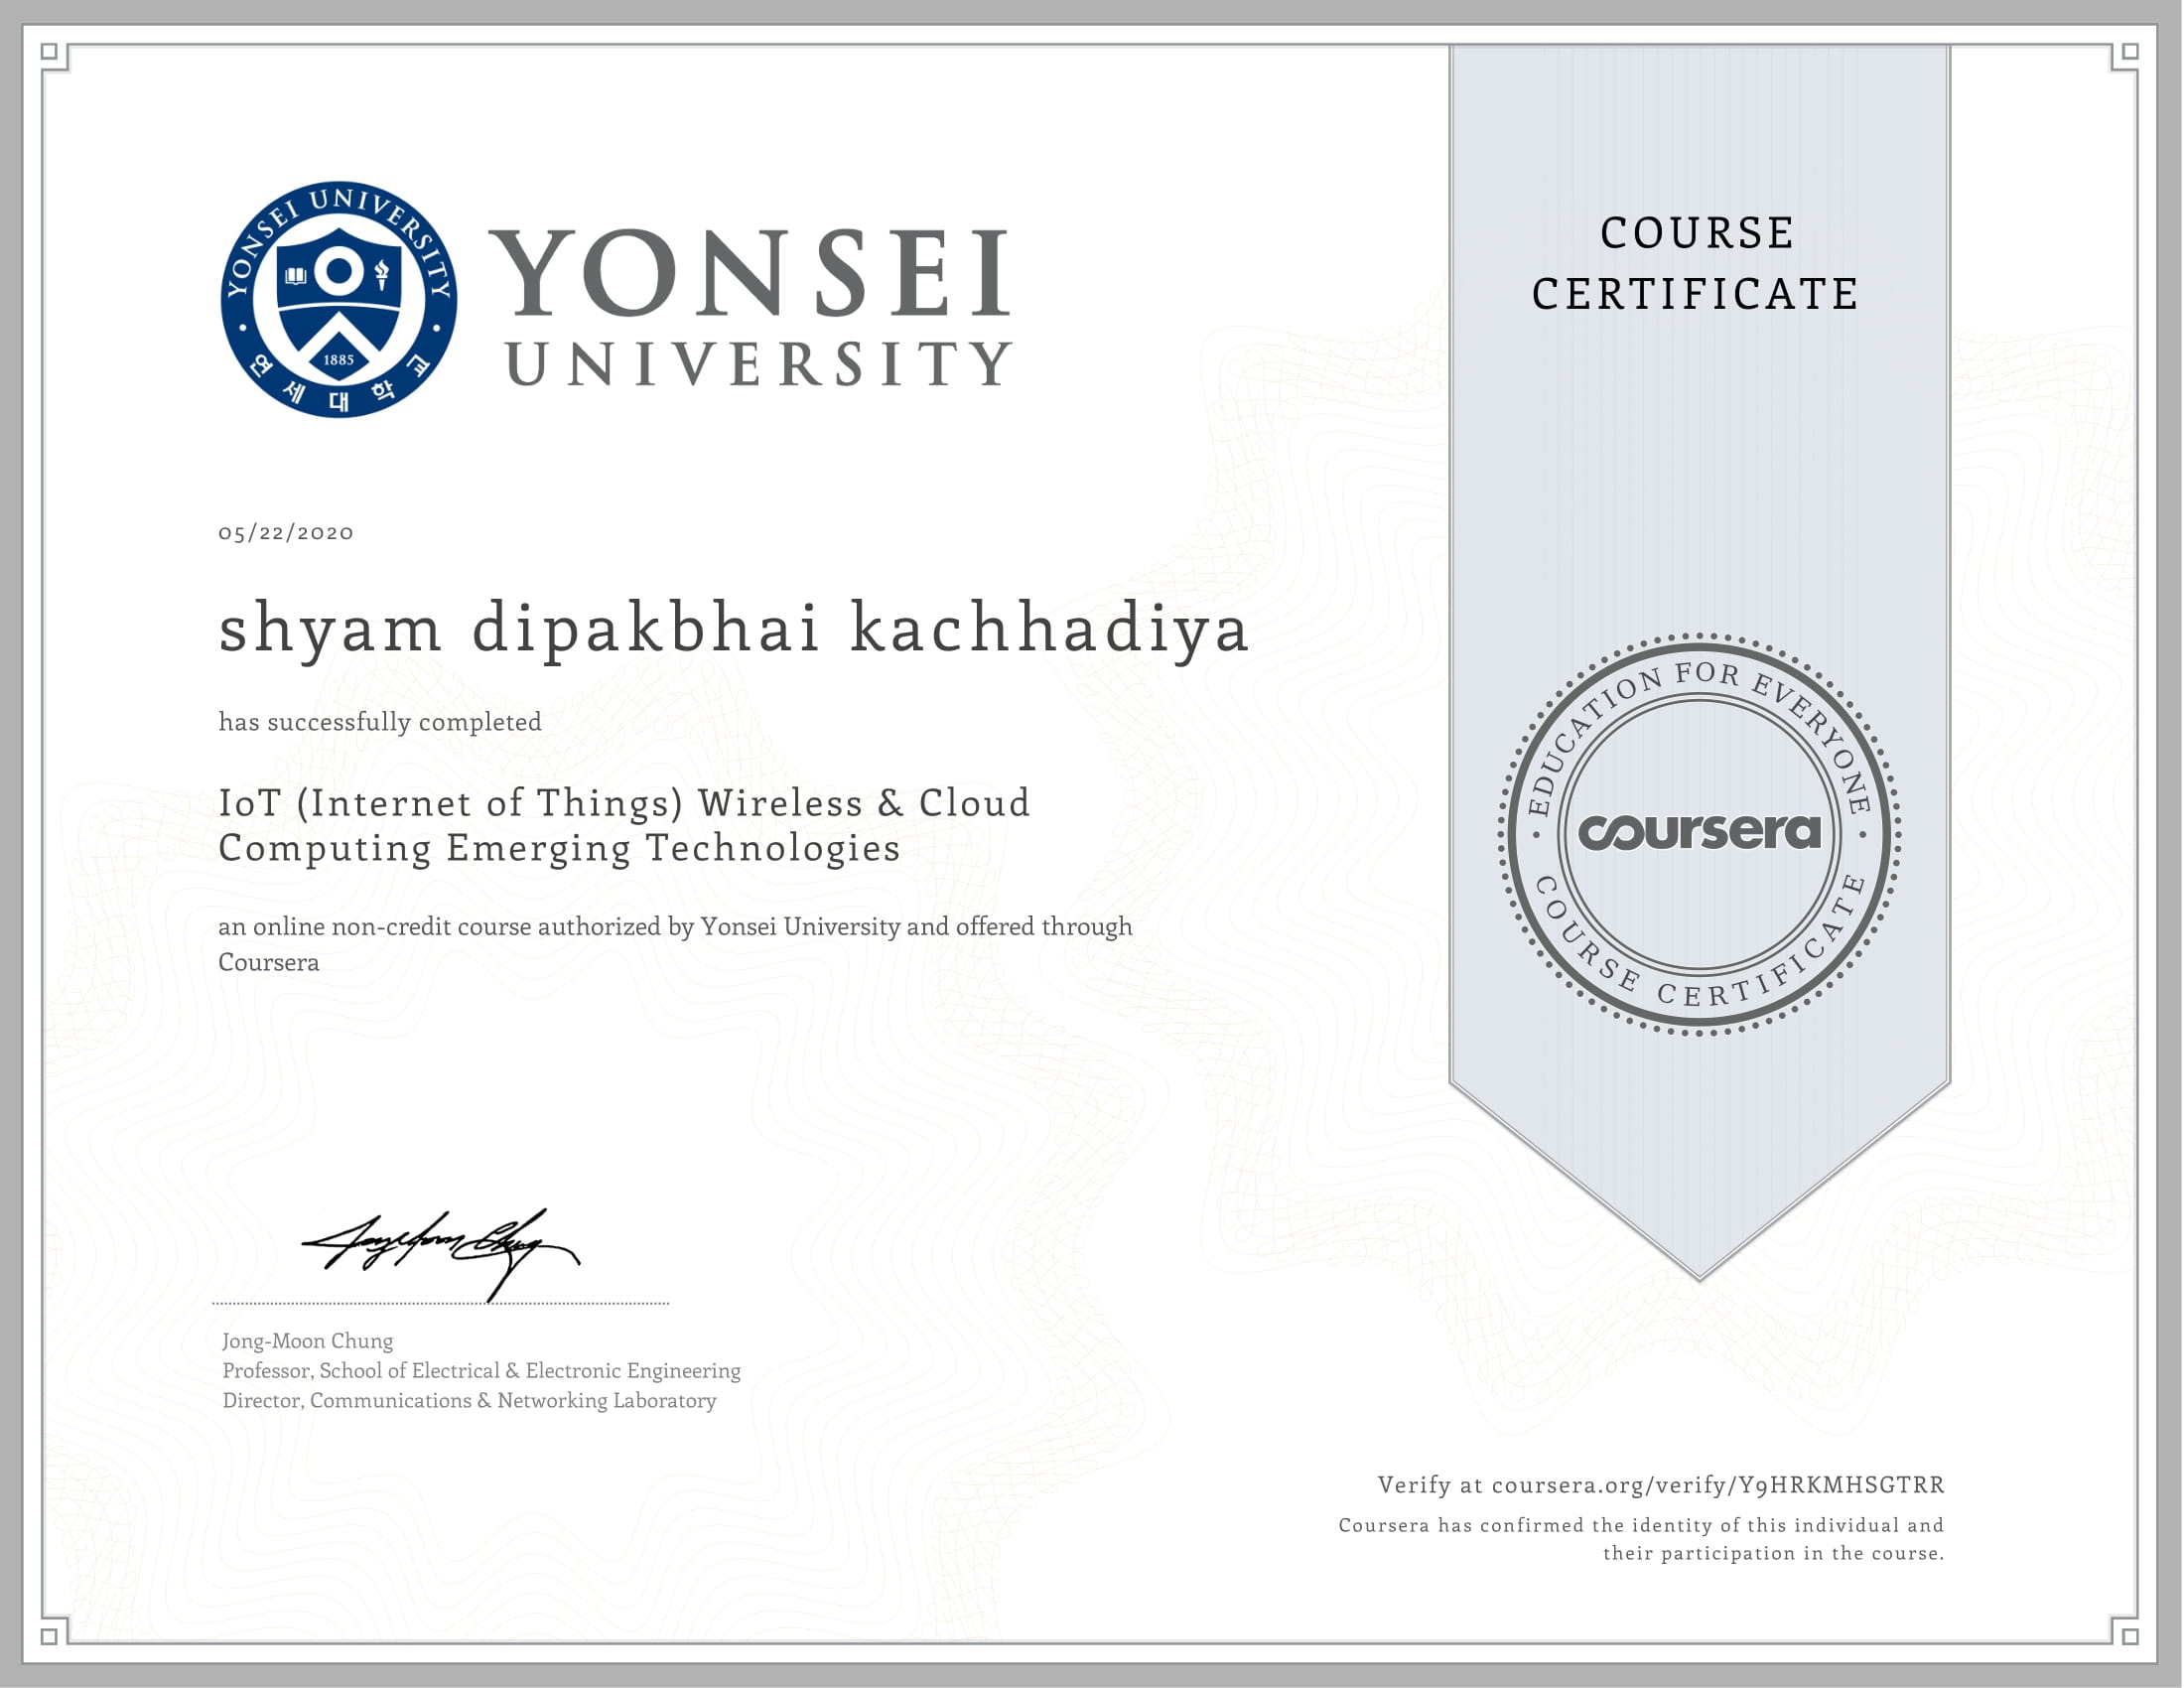 YONSEI UNIVERSITY
1885
연세대학교
YONSEI
UNIVERSITY
COURSE
CERTIFICATE
05/22/2020
shyam dipakbhai kachhadiya
has successfully completed
IoT (Internet of Things) Wireless & Cloud
Computing Emerging Technologies
an online non-credit course authorized by Yonsei University and offered through
Coursera
EDUCATION FOR EVERYONE
coursera
COURSE CERTIFICATE
Jong-Moon Chung
Professor, School of Electrical & Electronic Engineering
Director, Communications & Networking Laboratory
Verify at coursera.org/verify/Y9HRKMHSGTRR
Coursera has confirmed the identity of this individual and
their participation in the course.